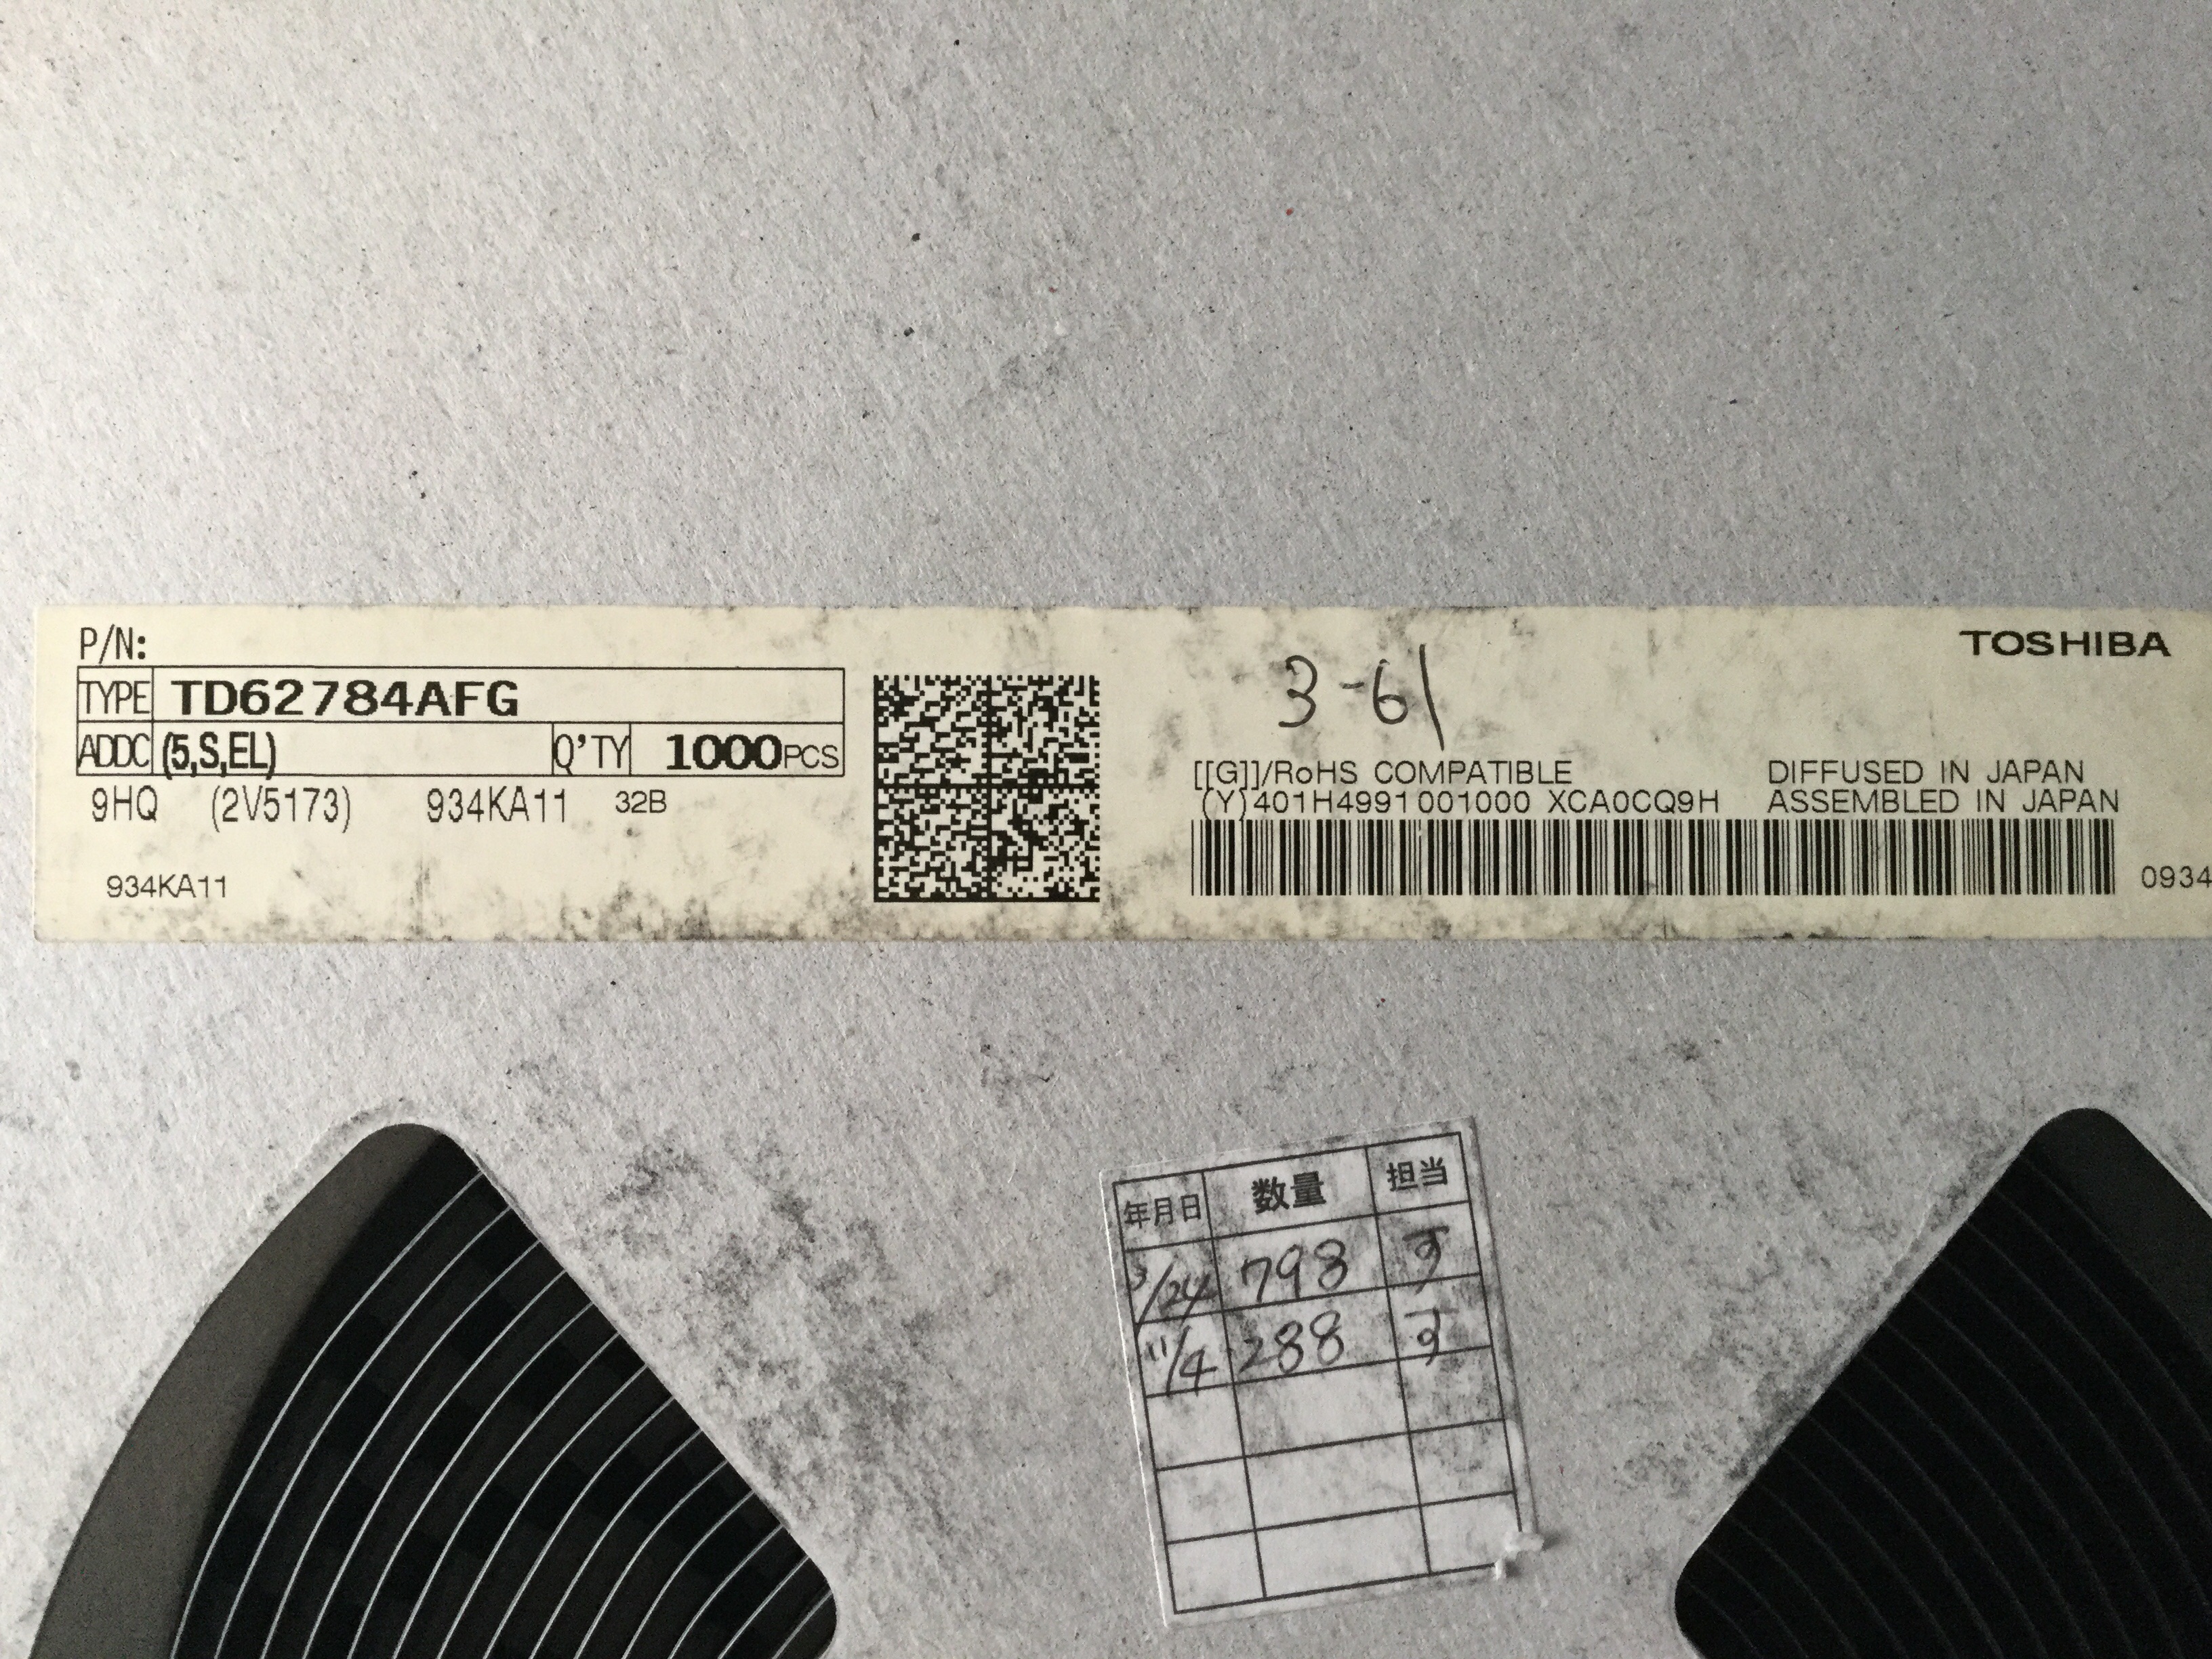 P/N:
TOSHIBA
TYPE TD62784AFG
3-61
ADDC (5,S,EL) Q'TY 1000PCS
[[G]]/RoHS COMPATIBLE DIFFUSED IN JAPAN
(Y)401H4991001000 XCA0CQ9H ASSEMBLED IN JAPAN
9HQ (2V5173) 934KA11 32B
934KA11
0934
年月日 数量 担当
3/24 798 す
11/4 288 す